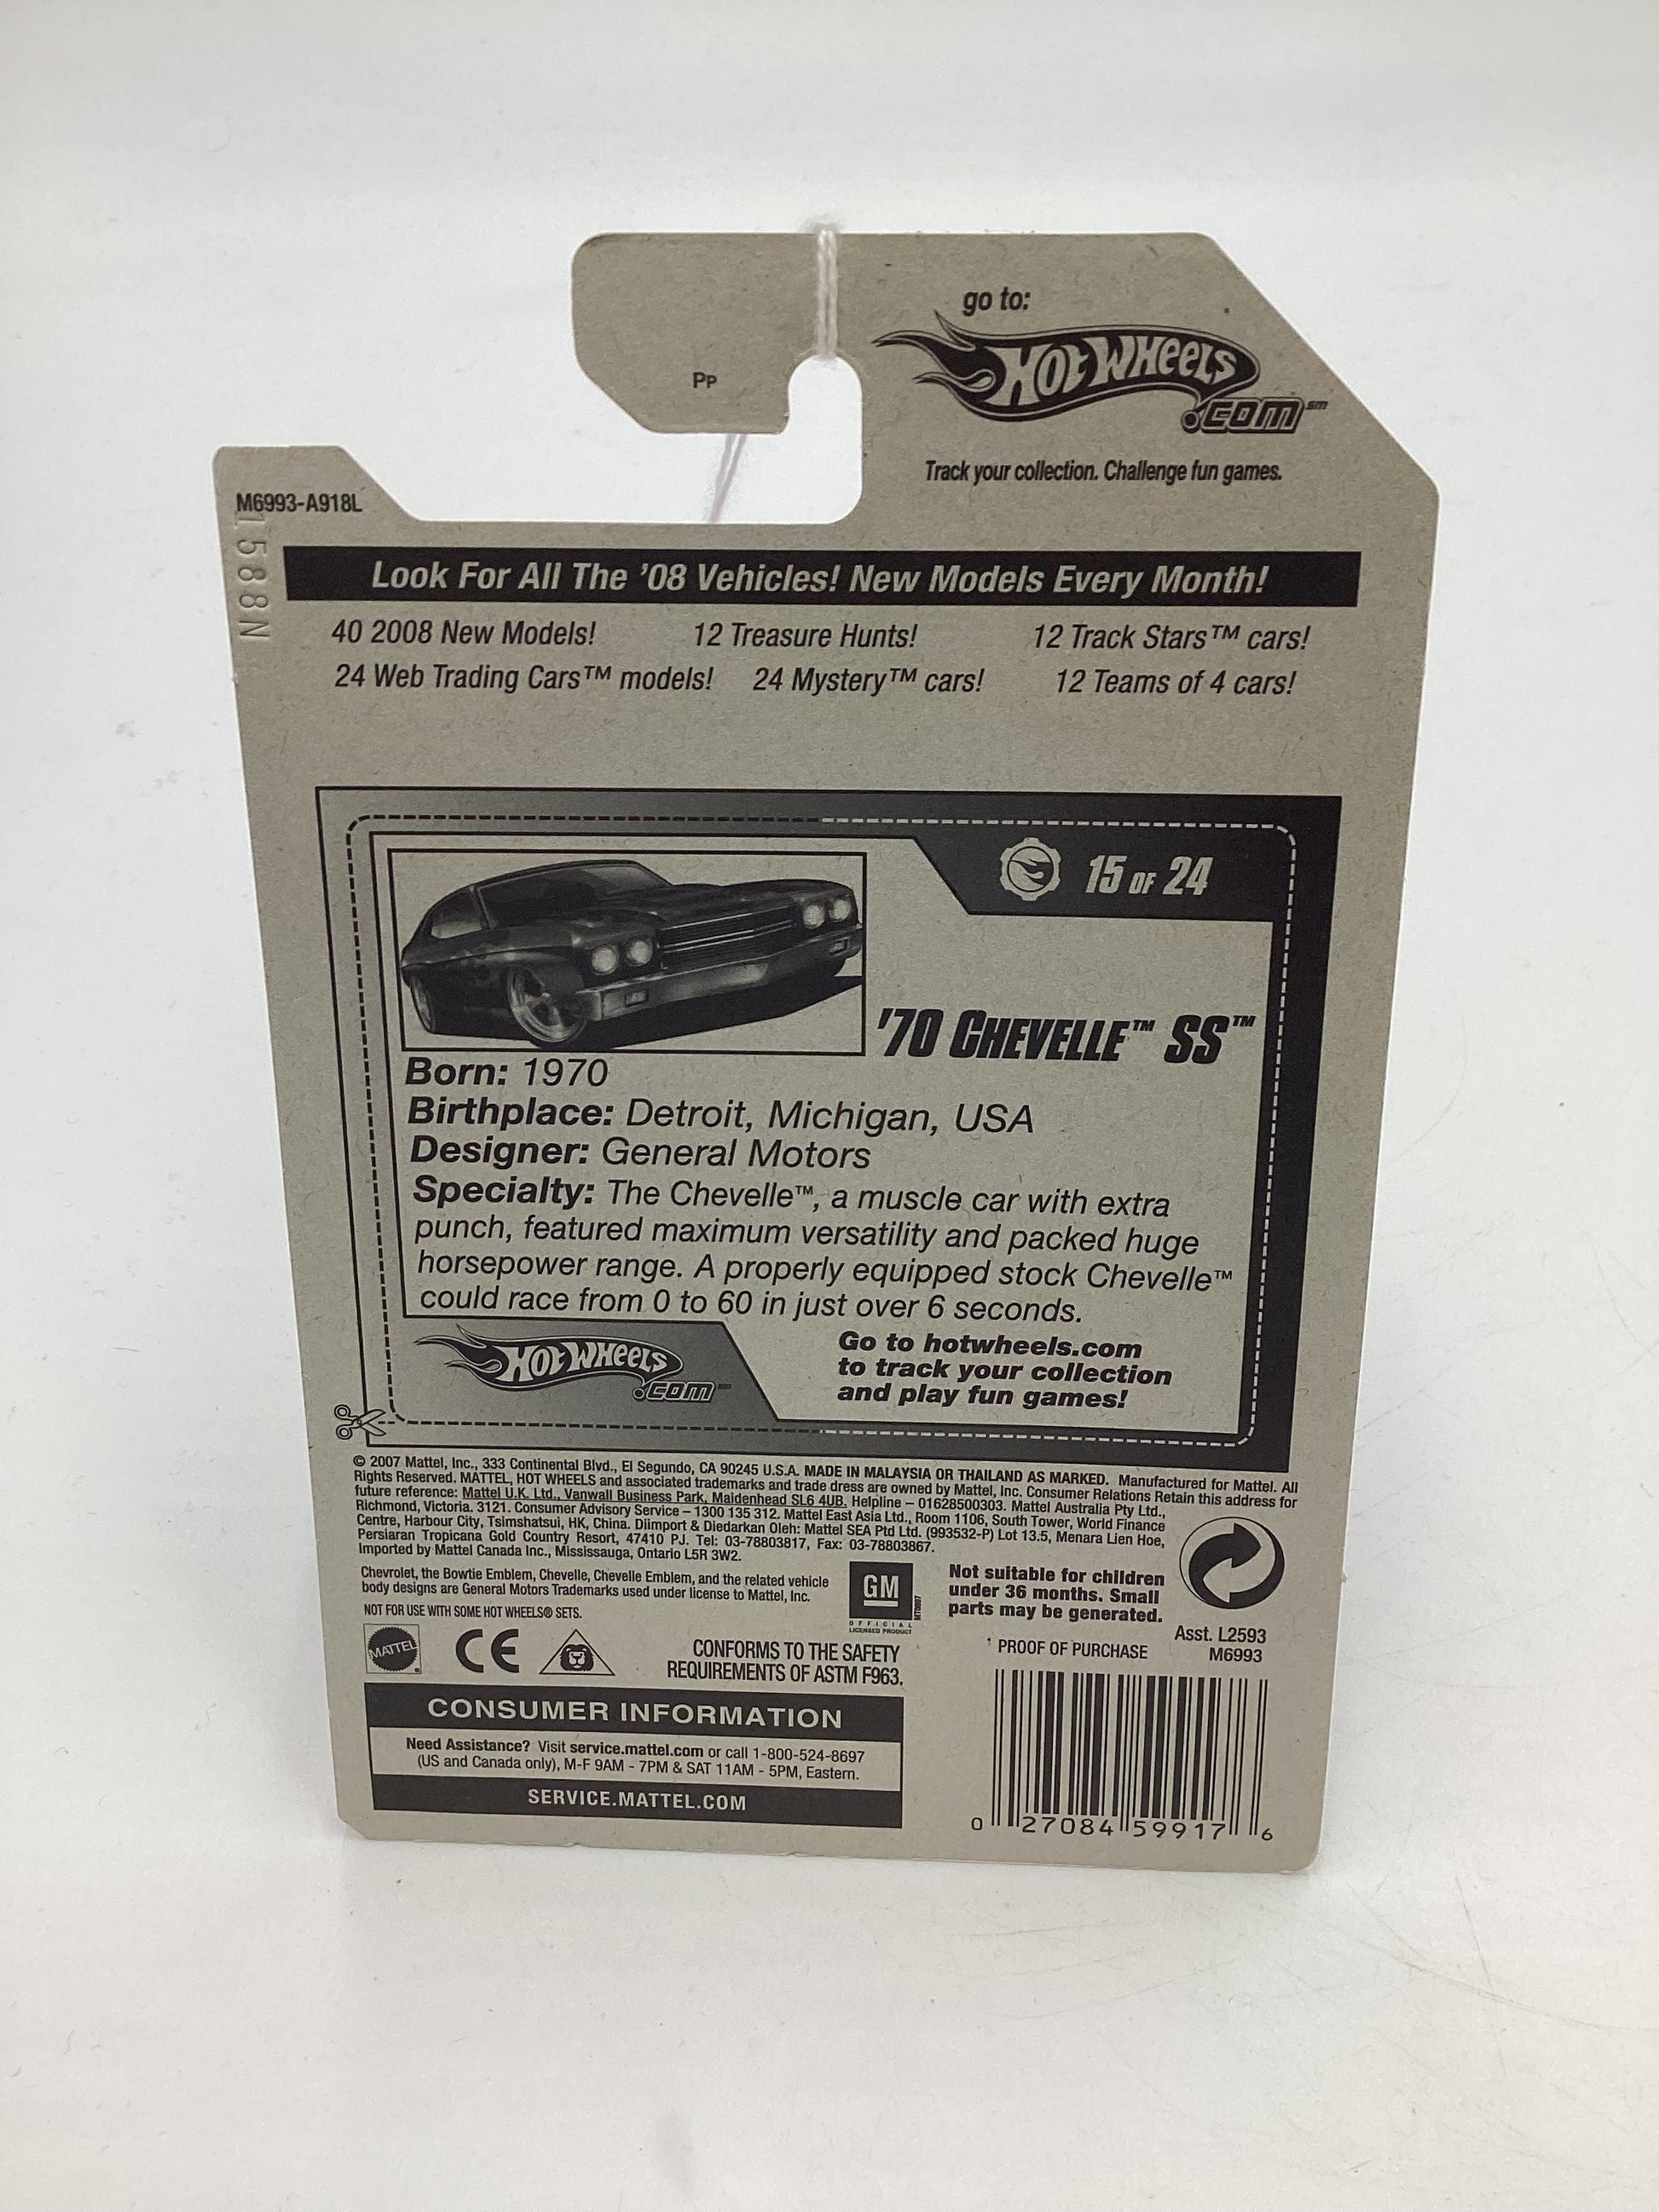 go to:
Hot Wheels
.com℠
Pp
Track your collection. Challenge fun games.
M6993-A918L
1588N
Look For All The '08 Vehicles! New Models Every Month!
40 2008 New Models! 12 Treasure Hunts! 12 Track Stars™ cars!
24 Web Trading Cars™ models! 24 Mystery™ cars! 12 Teams of 4 cars!
15 OF 24
'70 CHEVELLE™ SS™
Born: 1970
Birthplace: Detroit, Michigan, USA
Designer: General Motors
Specialty: The Chevelle™, a muscle car with extra
punch, featured maximum versatility and packed huge
horsepower range. A properly equipped stock Chevelle™
could race from 0 to 60 in just over 6 seconds.
Hot Wheels
.com
Go to hotwheels.com
to track your collection
and play fun games!
© 2007 Mattel, Inc., 333 Continental Blvd., El Segundo, CA 90245 U.S.A. MADE IN MALAYSIA OR THAILAND AS MARKED. Manufactured for Mattel. All
Rights Reserved. MATTEL, HOT WHEELS and associated trademarks and trade dress are owned by Mattel, Inc. Consumer Relations Retain this address for
future reference: Mattel U.K. Ltd., Vanwall Business Park, Maidenhead SL6 4UB. Helpline – 01628500303. Mattel Australia Pty Ltd.,
Richmond, Victoria. 3121. Consumer Advisory Service – 1300 135 312. Mattel East Asia Ltd., Room 1106, South Tower, World Finance
Centre, Harbour City, Tsimshatsui, HK, China. Diimport & Diedarkan Oleh: Mattel SEA Ptd Ltd. (993532-P) Lot 13.5, Menara Lien Hoe,
Persiaran Tropicana Gold Country Resort, 47410 PJ. Tel: 03-78803817, Fax: 03-78803867.
Imported by Mattel Canada Inc., Mississauga, Ontario L5R 3W2.
Chevrolet, the Bowtie Emblem, Chevelle, Chevelle Emblem, and the related vehicle
body designs are General Motors Trademarks used under license to Mattel, Inc.
NOT FOR USE WITH SOME HOT WHEELS® SETS.
GM
OFFICIAL
LICENSED PRODUCT
Not suitable for children
under 36 months. Small
parts may be generated.
MATTEL
CE
CONFORMS TO THE SAFETY
REQUIREMENTS OF ASTM F963.
PROOF OF PURCHASE
Asst. L2593
M6993
CONSUMER INFORMATION
Need Assistance? Visit service.mattel.com or call 1-800-524-8697
(US and Canada only), M-F 9AM - 7PM & SAT 11AM - 5PM, Eastern.
SERVICE.MATTEL.COM
0 27084 59917 6